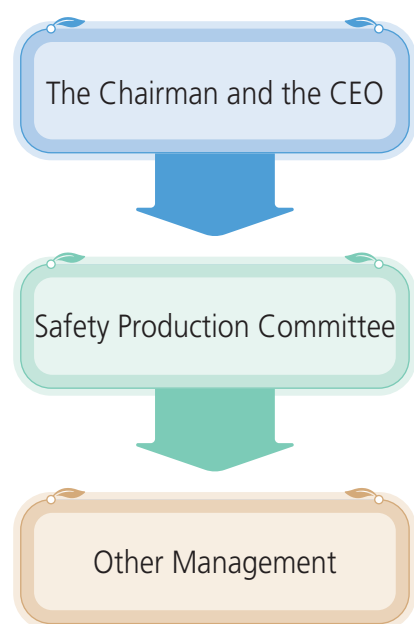 The Chairman and the CEO
Safety Production Committee
Other Management